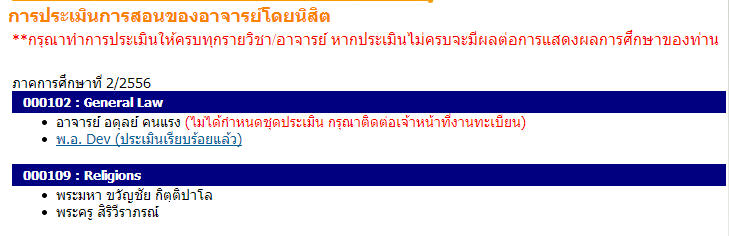 การประเมินการสอนของอาจารย์โดยนิสิต
**กรุณาทำการประเมินให้ครบทุกรายวิชา/อาจารย์ หากประเมินไม่ครบจะมีผลต่อการแสดงผลการศึกษาของท่าน
ภาคการศึกษาที่ 2/2556
000102 : General Law
อาจารย์ อดุลย์ คนแรง (ไม่ได้กำหนดชุดประเมิน กรุณาติดต่อเจ้าหน้าที่งานทะเบียน)
พ.อ. Dev (ประเมินเรียบร้อยแล้ว)
000109 : Religions
พระมหา ขวัญชัย กิตฺติปาโล
พระครู สิริวีราภรณ์